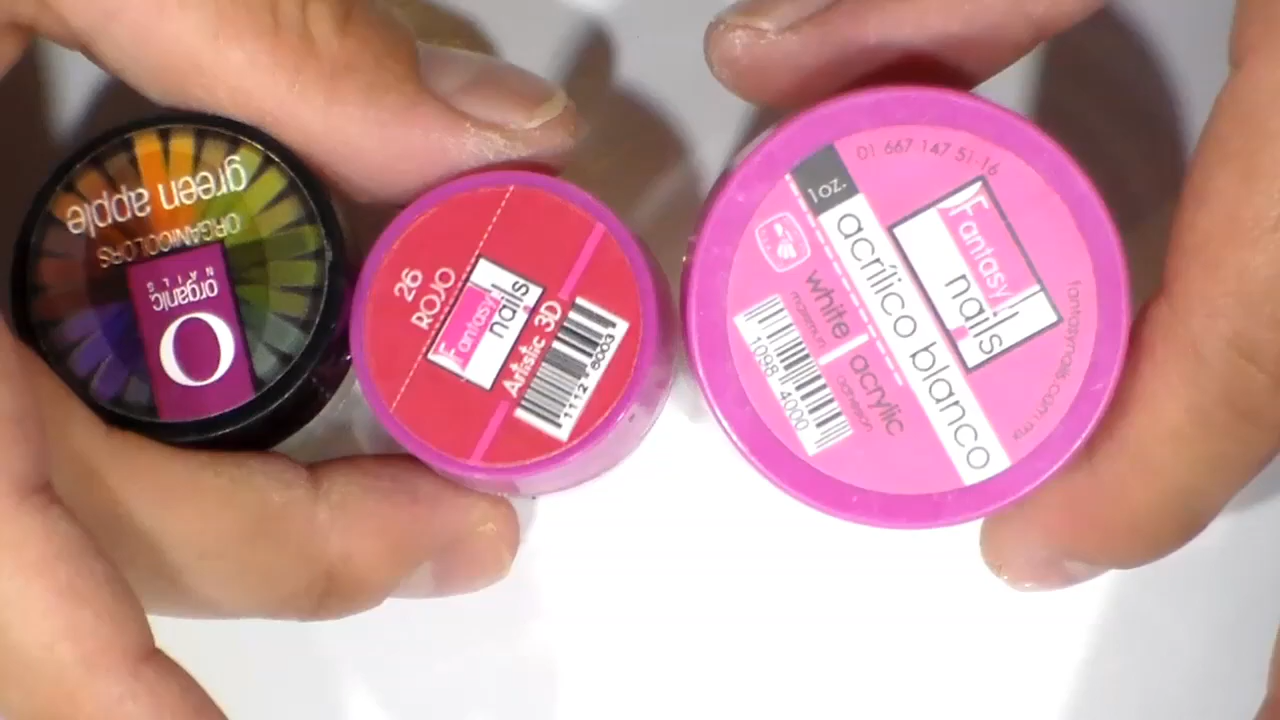 green apple
ORGANICOLORS
organic
NAILS
O
26
ROJO
Fantasy
nails
Artistic 3D
1112 6003
01 667 147 51-16
1oz.
acrílico blanco
Fantasy
nails
white
acrylic
1098 4000
fantasynails.com.mx